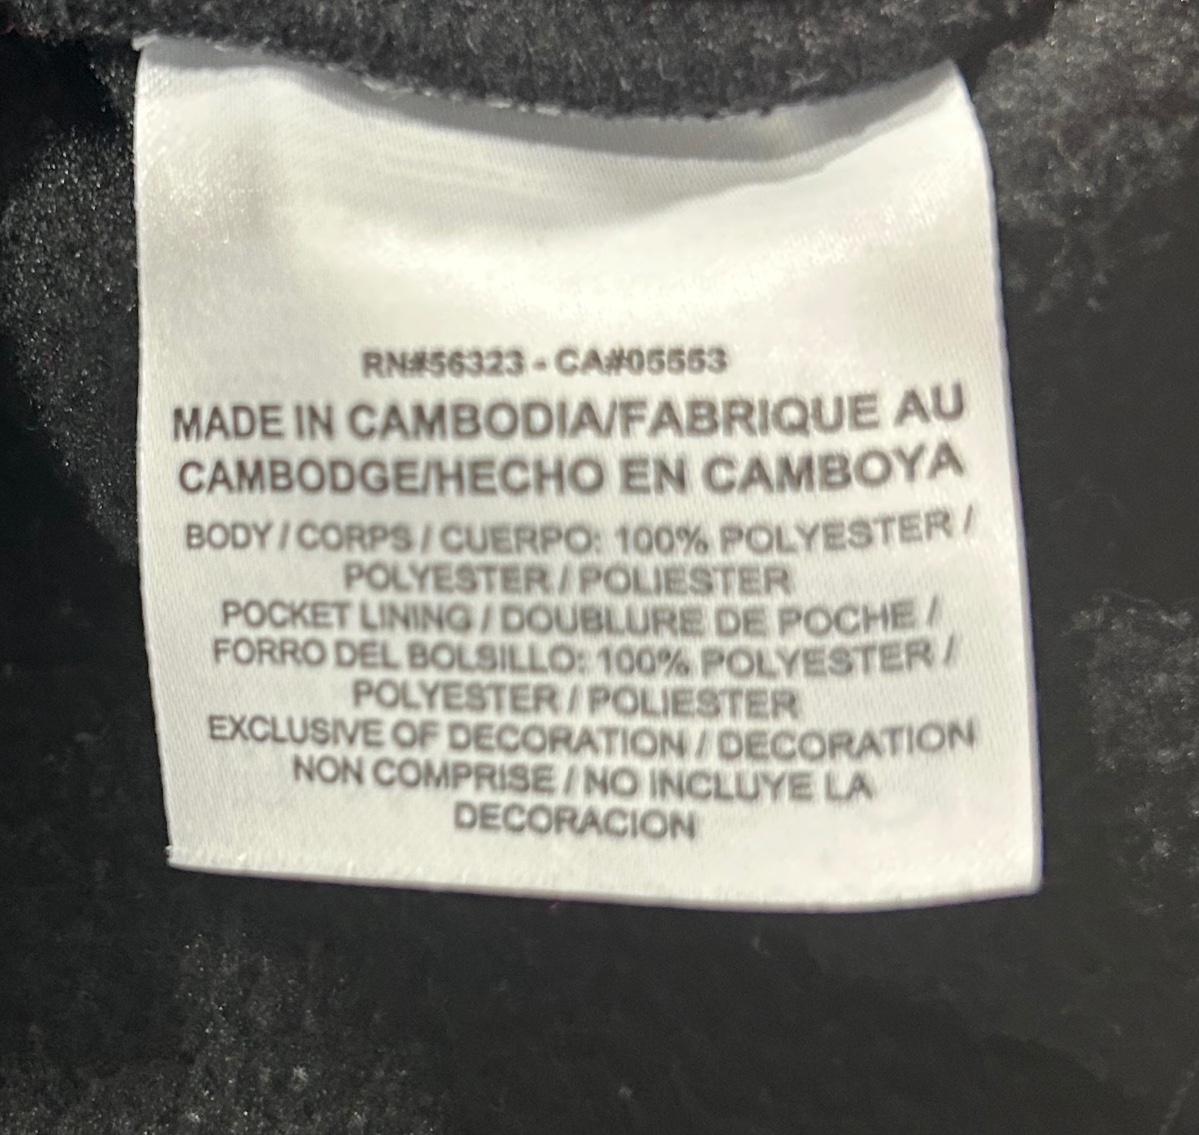 RN#56323 - CA#05553
MADE IN CAMBODIA/FABRIQUE AU
CAMBODGE/HECHO EN CAMBOYA
BODY / CORPS / CUERPO: 100% POLYESTER /
POLYESTER / POLIESTER
POCKET LINING / DOUBLURE DE POCHE /
FORRO DEL BOLSILLO: 100% POLYESTER /
POLYESTER / POLIESTER
EXCLUSIVE OF DECORATION / DECORATION
NON COMPRISE / NO INCLUYE LA
DECORACION